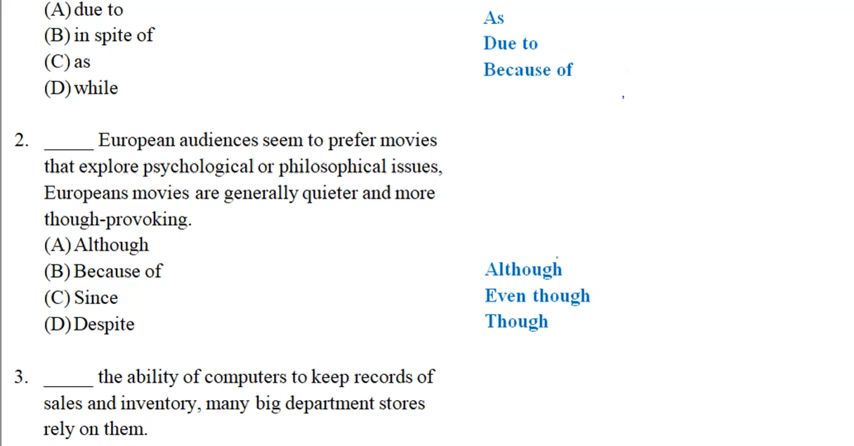 (A) due to
(B) in spite of
(C) as
(D) while
As
Due to
Because of
2. _____ European audiences seem to prefer movies
that explore psychological or philosophical issues,
Europeans movies are generally quieter and more
though-provoking.
(A) Although
(B) Because of
(C) Since
(D) Despite
Although
Even though
Though
3. _____ the ability of computers to keep records of
sales and inventory, many big department stores
rely on them.